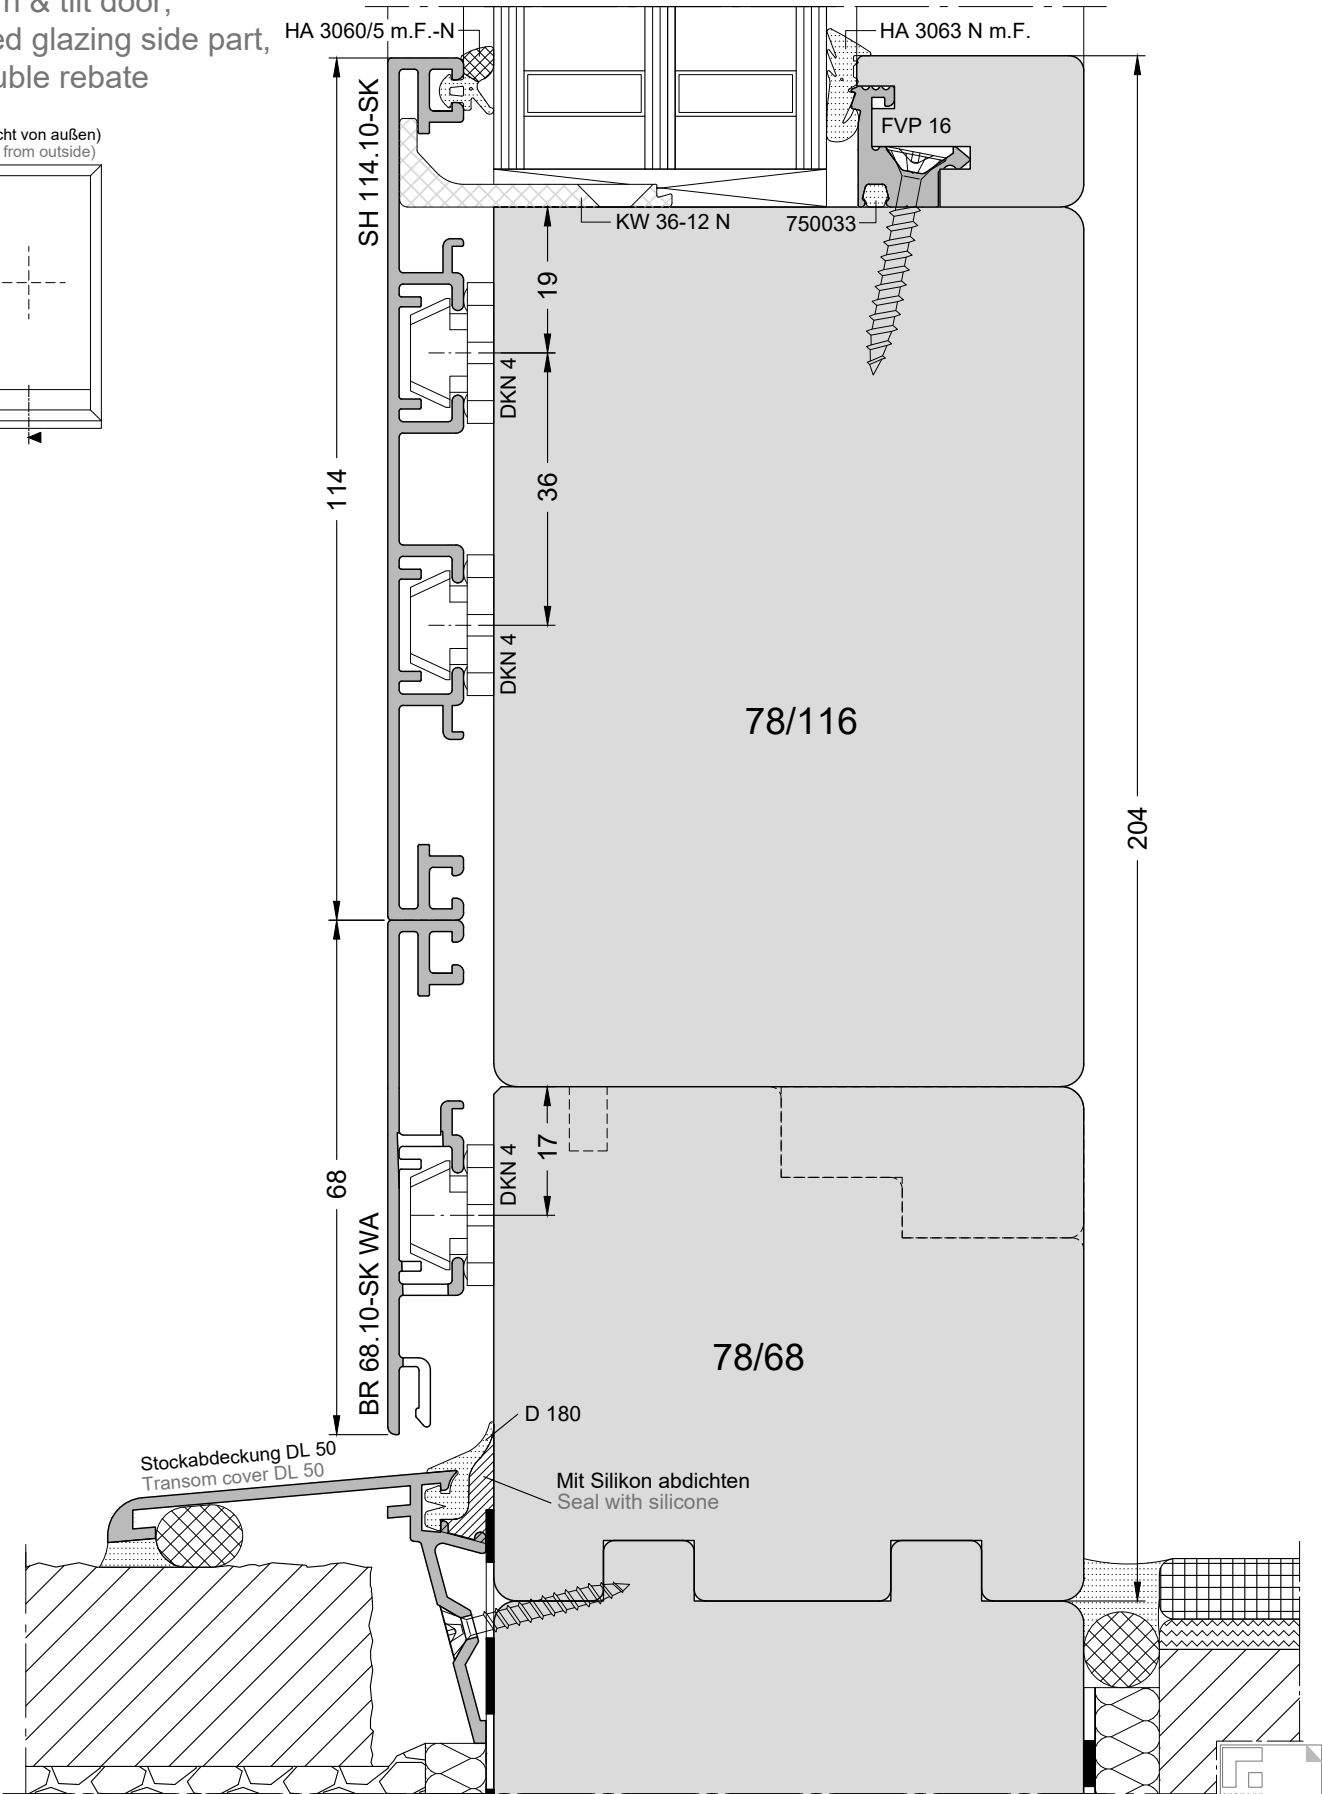 & tilt door,
glazing side part,
rebate
HA 3060/5 m.F.-N
HA 3063 N m.F.
von außen)
from outside)
SH 114.10-SK
FVP 16
KW 36-12 N
750033
19
DKN 4
114
36
DKN 4
78/116
204
68
BR 68.10-SK WA
DKN 4
17
78/68
D 180
Stockabdeckung DL 50
Transom cover DL 50
Mit Silikon abdichten
Seal with silicone